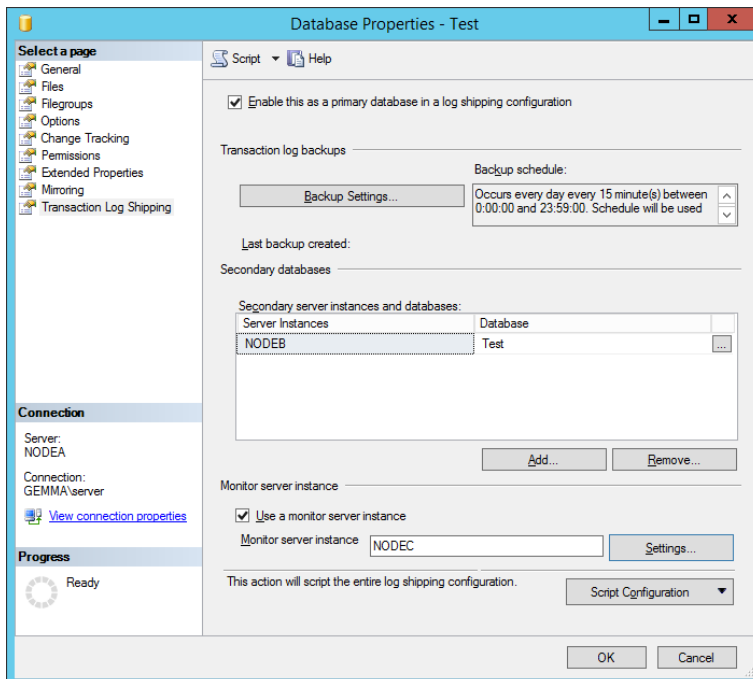 Database Properties - Test
Select a page
General
Files
Filegroups
Options
Change Tracking
Permissions
Extended Properties
Mirroring
Transaction Log Shipping
Connection
Server:
NODEA
Connection:
GEMMA\server
View connection properties
Progress
Ready
Script Help
Enable this as a primary database in a log shipping configuration
Transaction log backups
Backup schedule:
Backup Settings...
Occurs every day every 15 minute(s) between
0:00:00 and 23:59:00. Schedule will be used
Last backup created:
Secondary databases
Secondary server instances and databases:
Server Instances Database
NODEB Test ...
Add... Remove...
Monitor server instance
Use a monitor server instance
Monitor server instance NODEC Settings...
This action will script the entire log shipping configuration. Script Configuration
OK Cancel